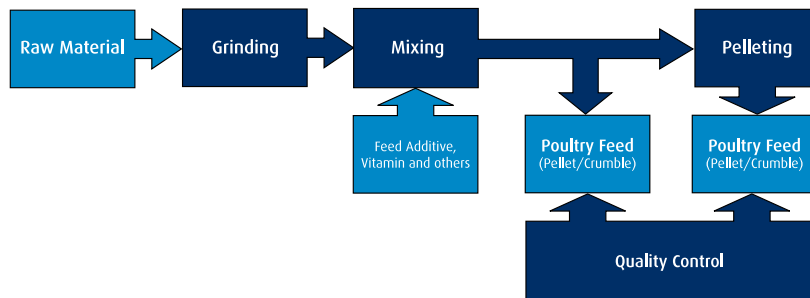 Raw Material
Grinding
Mixing
Pelleting
Feed Additive,
Vitamin and others
Poultry Feed
(Pellet/Crumble)
Poultry Feed
(Pellet/Crumble)
Quality Control